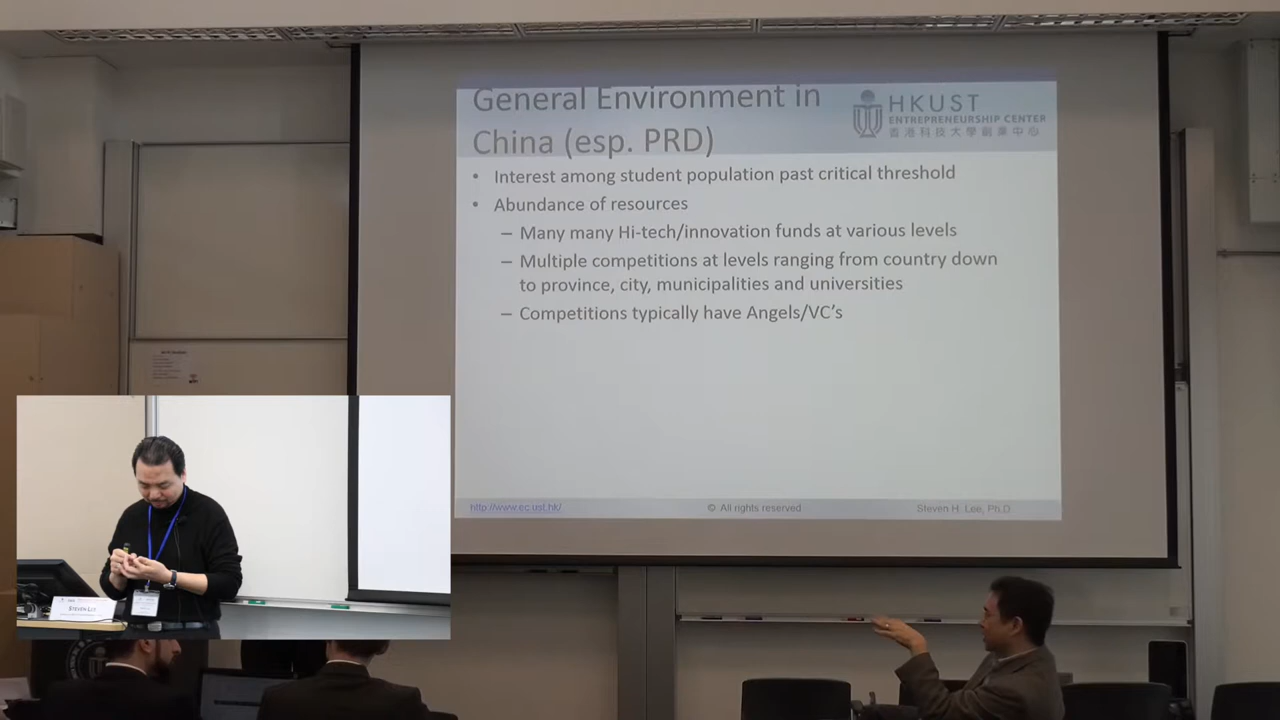 General Environment in
China (esp. PRD)
HKUST
ENTREPRENEURSHIP CENTER
香港科技大學創業中心
• Interest among student population past critical threshold
• Abundance of resources
– Many many Hi-tech/innovation funds at various levels
– Multiple competitions at levels ranging from country down
to province, city, municipalities and universities
– Competitions typically have Angels/VC's
http://www.ec.ust.hk/
© All rights reserved
Steven H. Lee, Ph.D.
STEVEN LEE